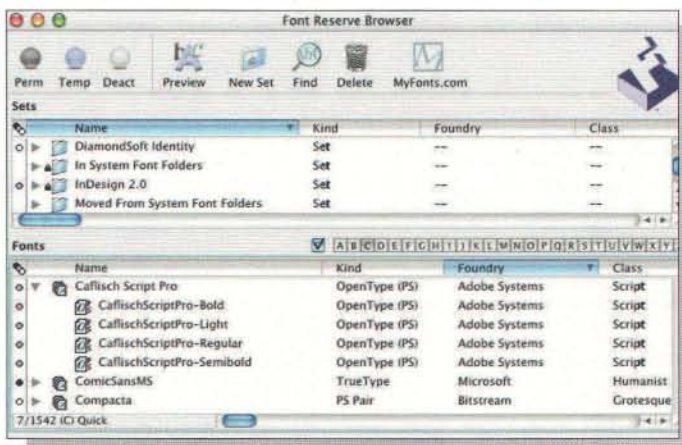 Font Reserve Browser
Perm Temp Deact Preview New Set Find Delete MyFonts.com
Sets
Name Kind Foundry Class
DiamondSoft Identity Set -- --
In System Font Folders Set -- --
InDesign 2.0 Set -- --
Moved From System Font Folders Set -- --
Fonts A B C D E F G H I J K L M N O P Q R S T U V W X Y
Name Kind Foundry Class
Caflisch Script Pro OpenType (PS) Adobe Systems Script
CaflischScriptPro-Bold OpenType (PS) Adobe Systems Script
CaflischScriptPro-Light OpenType (PS) Adobe Systems Script
CaflischScriptPro-Regular OpenType (PS) Adobe Systems Script
CaflischScriptPro-Semibold OpenType (PS) Adobe Systems Script
ComicSansMS TrueType Microsoft Humanist
Compacta PS Pair Bitstream Grotesque
7/1542 (C) Quick